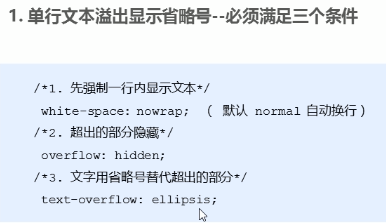 1. 单行文本溢出显示省略号--必须满足三个条件
/*1. 先强制一行内显示文本*/
white-space: nowrap; ( 默认 normal 自动换行)
/*2. 超出的部分隐藏*/
overflow: hidden;
/*3. 文字用省略号替代超出的部分*/
text-overflow: ellipsis;